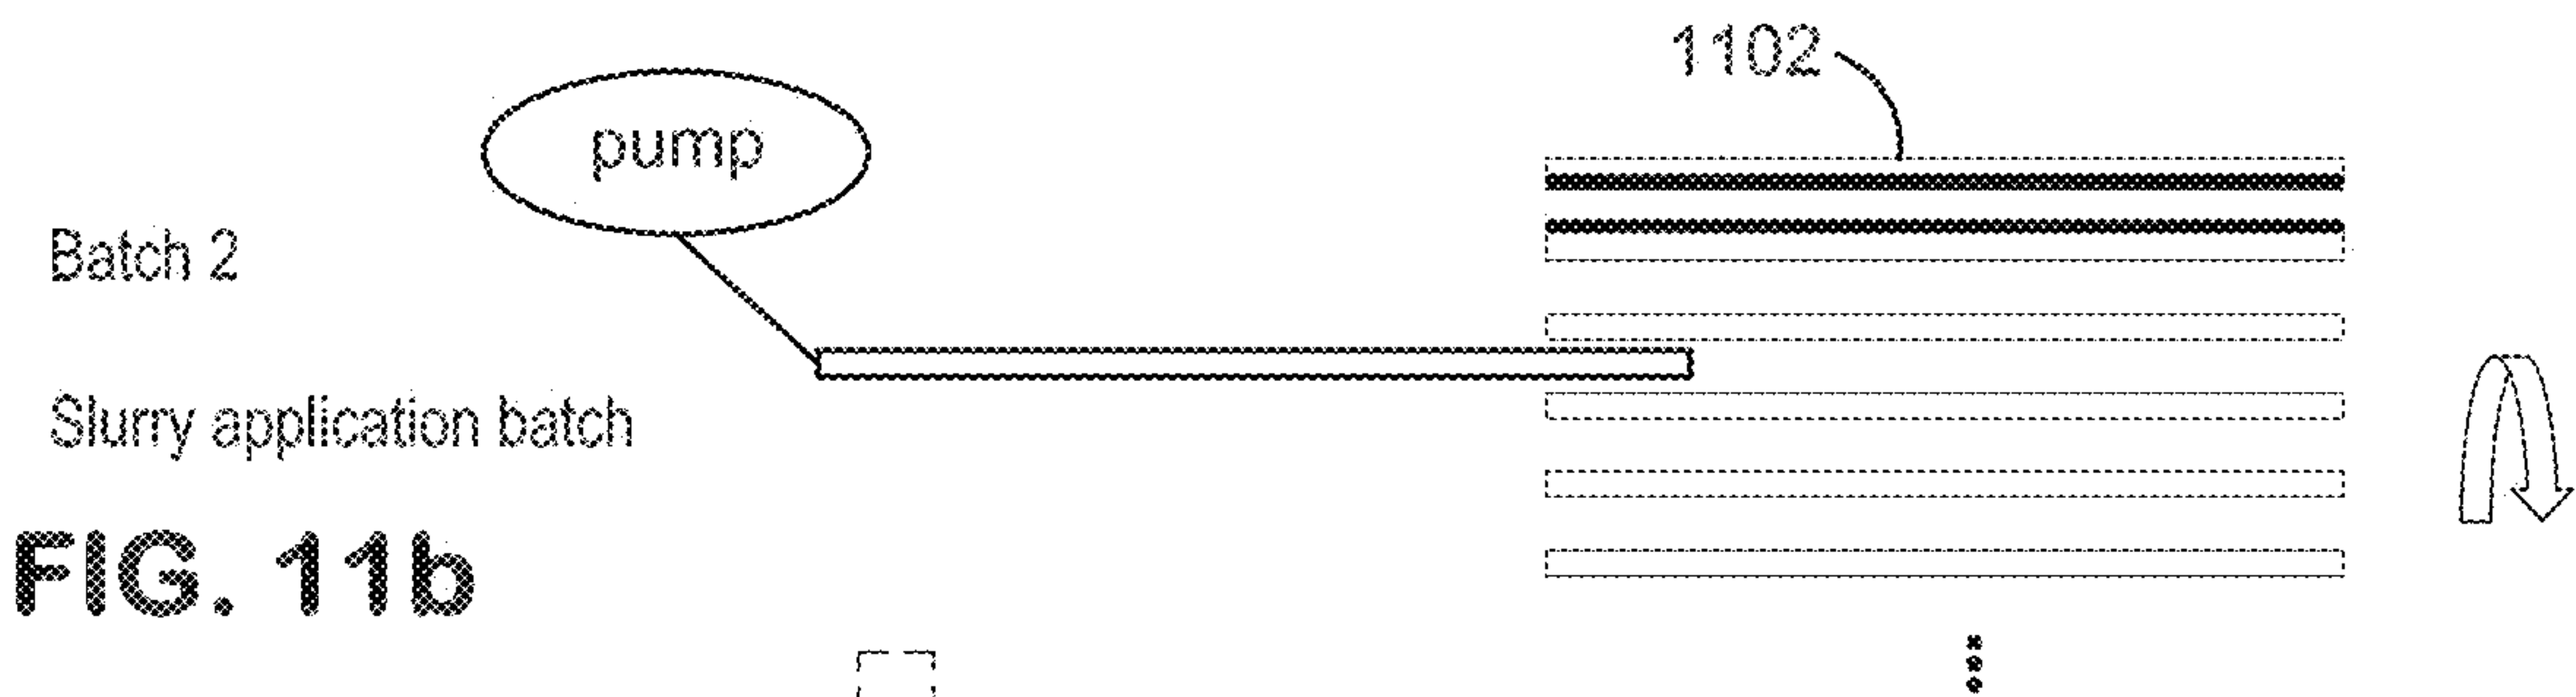 1102
pump
Batch 2
Slurry application batch
FIG. 11b